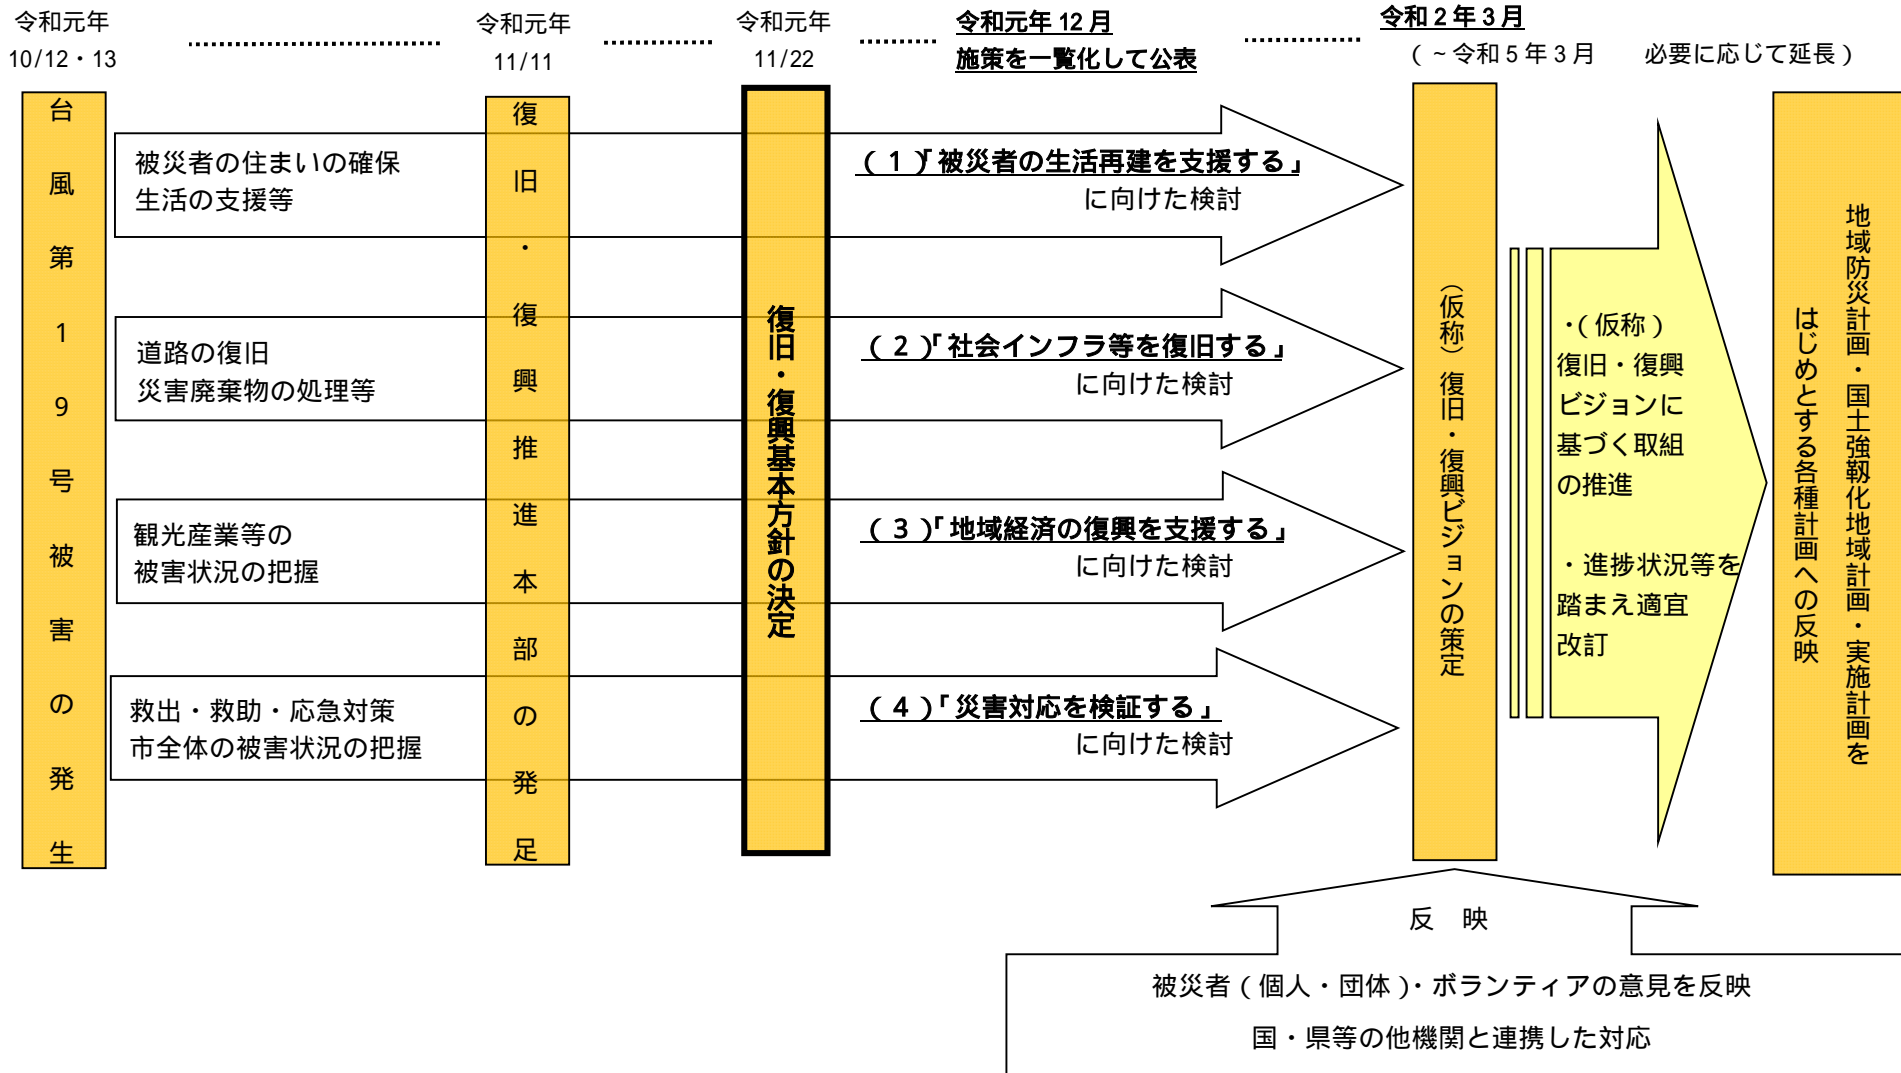 令和元年
10/12・13
令和元年
11/11
令和元年
11/22
令和元年 12 月
施策を一覧化して公表
令和 2 年 3 月
（ ~ 令和 5 年 3 月　必要に応じて延長）
台風第19号被害の発生
被災者の住まいの確保
生活の支援等
道路の復旧
災害廃棄物の処理等
観光産業等の
被害状況の把握
救出・救助・応急対策
市全体の被害状況の把握
復旧・復興推進本部の発足
復旧・復興基本方針の決定
（ 1 ）「被災者の生活再建を支援する」
に向けた検討
（ 2 ）「社会インフラ等を復旧する」
に向けた検討
（ 3 ）「地域経済の復興を支援する」
に向けた検討
（ 4 ）「災害対応を検証する」
に向けた検討
（仮称）復旧・復興ビジョンの策定
・（仮称）
復旧・復興
ビジョンに
基づく取組
の推進
・進捗状況等を
踏まえ適宜
改訂
地域防災計画・国土強靱化地域計画・実施計画を
はじめとする各種計画への反映
反　映
被災者（個人・団体）・ボランティアの意見を反映
国・県等の他機関と連携した対応